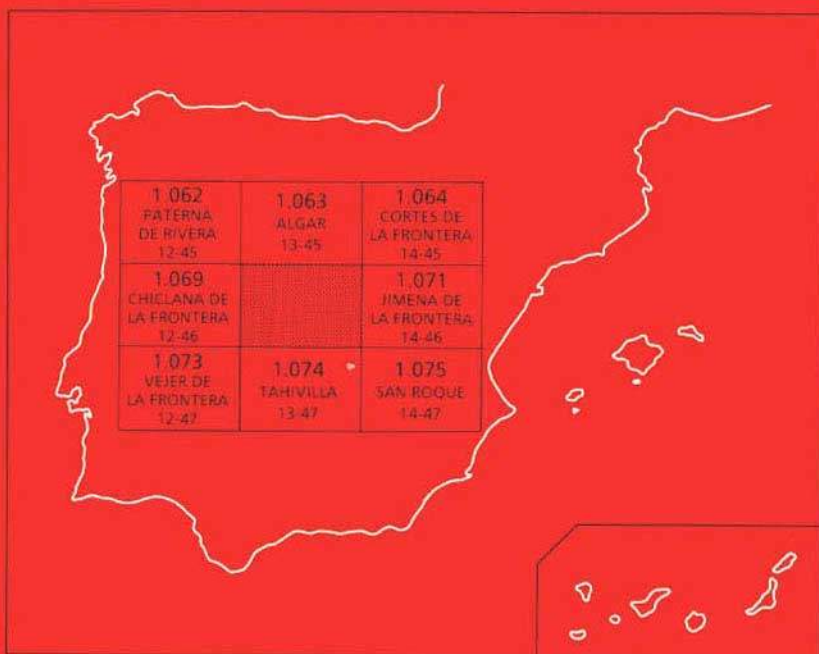 1.062
PATERNA
DE RIVERA
12-45
1.063
ALGAR
13-45
1.064
CORTES DE
LA FRONTERA
14-45
1.069
CHICLANA DE
LA FRONTERA
12-46
1.071
JIMENA DE
LA FRONTERA
14-46
1.073
VEJER DE
LA FRONTERA
12-47
1.074
TAHIVILLA
13-47
1.075
SAN ROQUE
14-47